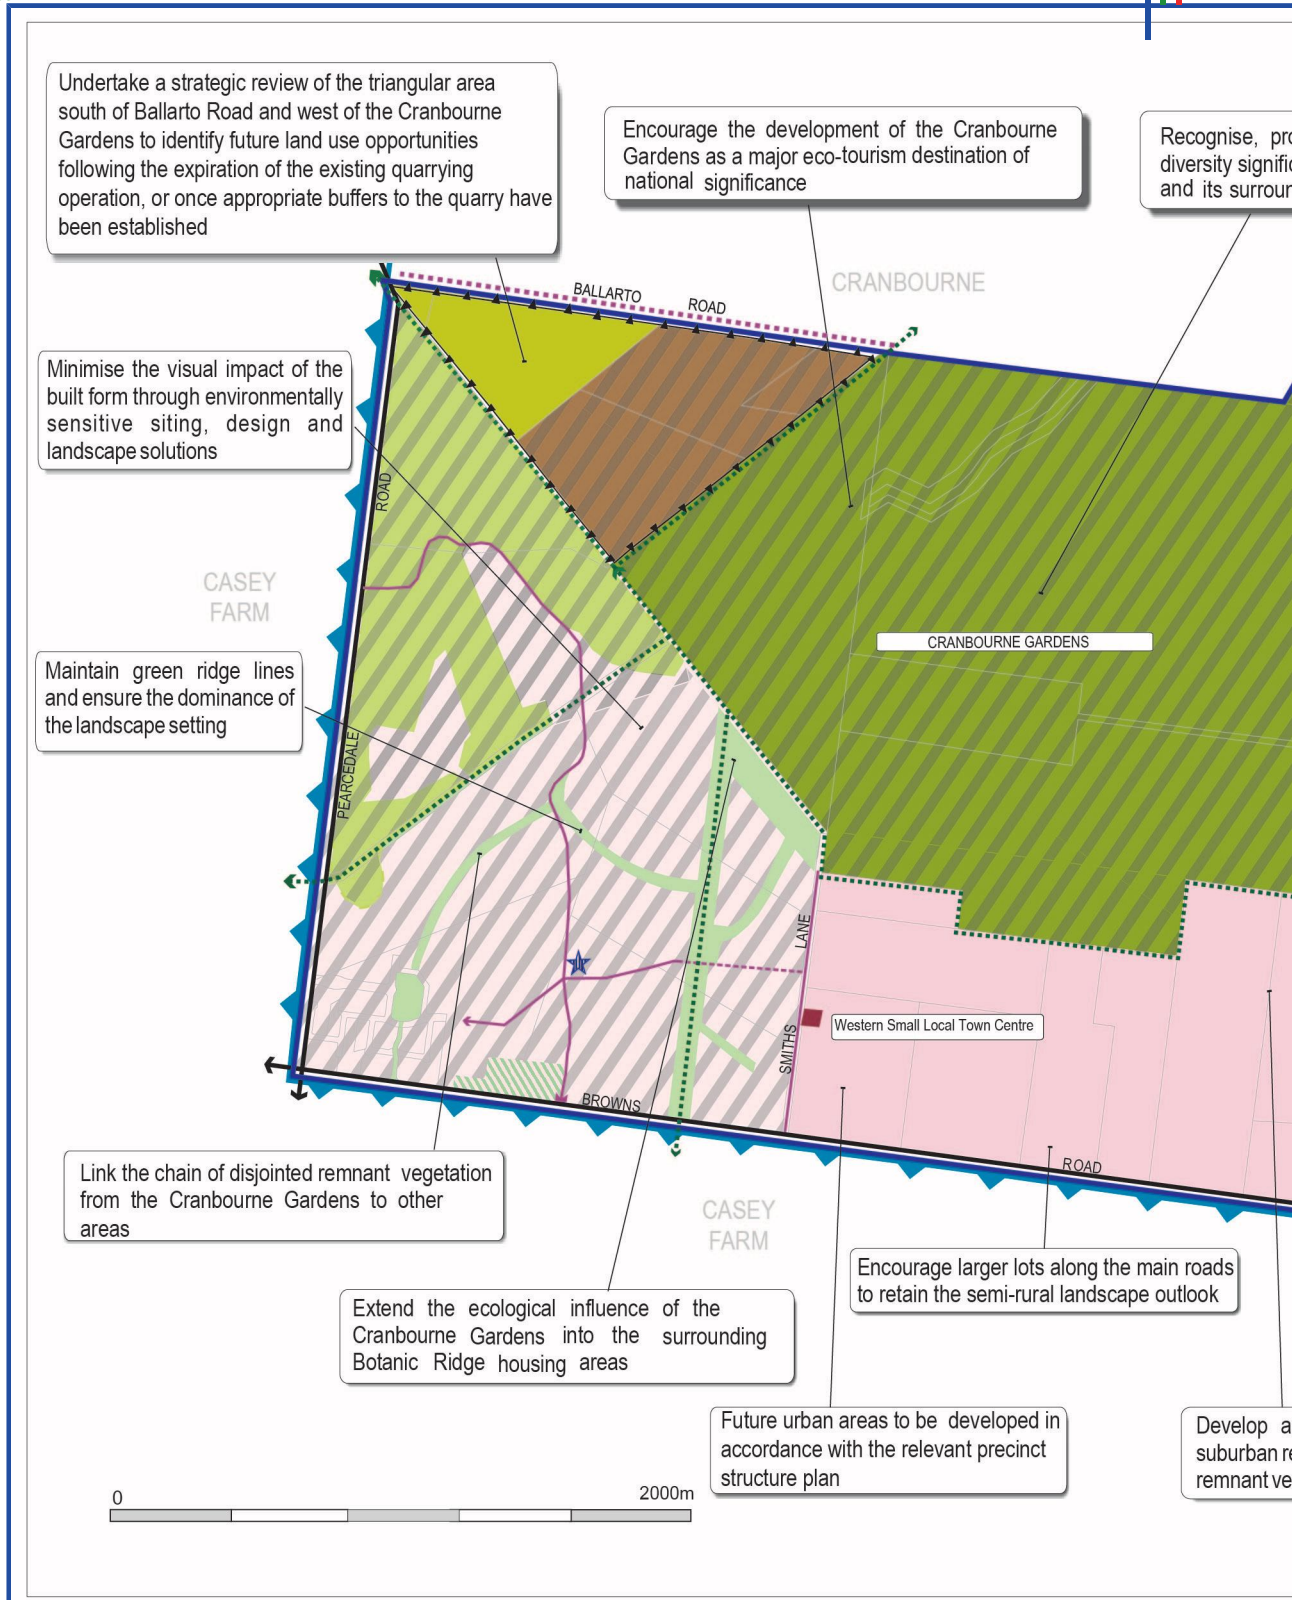 Undertake a strategic review of the triangular area
south of Ballarto Road and west of the Cranbourne
Gardens to identify future land use opportunities
following the expiration of the existing quarrying
operation, or once appropriate buffers to the quarry have
been established
Encourage the development of the Cranbourne
Gardens as a major eco-tourism destination of
national significance
Recognise, pro
diversity signific
and its surroun
CRANBOURNE
BALLARTO ROAD
Minimise the visual impact of the
built form through environmentally
sensitive siting, design and
landscape solutions
ROAD
CASEY
FARM
CRANBOURNE GARDENS
Maintain green ridge lines
and ensure the dominance of
the landscape setting
PEARCEDALE
LANE
Western Small Local Town Centre
SMITHS
BROWNS
ROAD
Link the chain of disjointed remnant vegetation
from the Cranbourne Gardens to other
areas
CASEY
FARM
Encourage larger lots along the main roads
to retain the semi-rural landscape outlook
Extend the ecological influence of the
Cranbourne Gardens into the surrounding
Botanic Ridge housing areas
Future urban areas to be developed in
accordance with the relevant precinct
structure plan
Develop a
suburban re
remnant ve
0
2000m